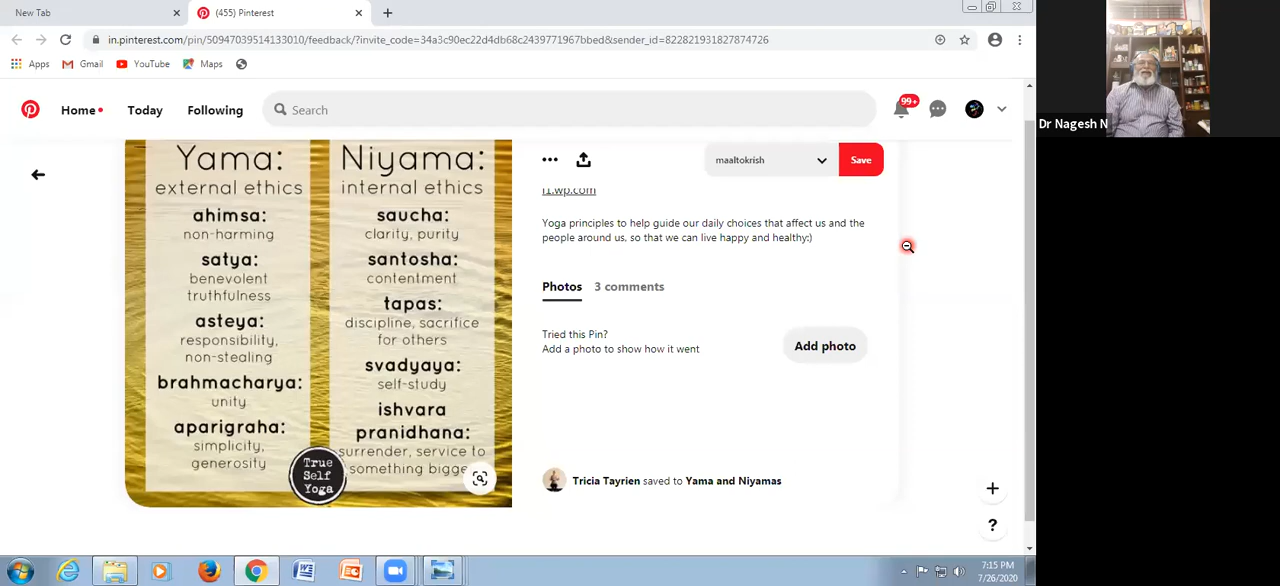 New Tab
(455) Pinterest
in.pinterest.com/pin/50947039514133010/feedback/?invite_code=34a3c90ec22d4db68c2439771967bbed&sender_id=822821931827874726
Apps
Gmail
YouTube
Maps
Home
Today
Following
Search
99+
Dr Nagesh N
Yama:
external ethics
ahimsa:
non-harming
satya:
benevolent
truthfulness
asteya:
responsibility,
non-stealing
brahmacharya:
unity
aparigraha:
simplicity,
generosity
Niyama:
internal ethics
saucha:
clarity, purity
santosha:
contentment
tapas:
discipline, sacrifice
for others
svadyaya:
self-study
ishvara
pranidhana:
surrender, service to
something bigge
True
Self
Yoga
maaltokrish
Save
i1.wp.com
Yoga principles to help guide our daily choices that affect us and the
people around us, so that we can live happy and healthy:)
Photos
3 comments
Tried this Pin?
Add a photo to show how it went
Add photo
Tricia Tayrien saved to Yama and Niyamas
7:15 PM
7/26/2020